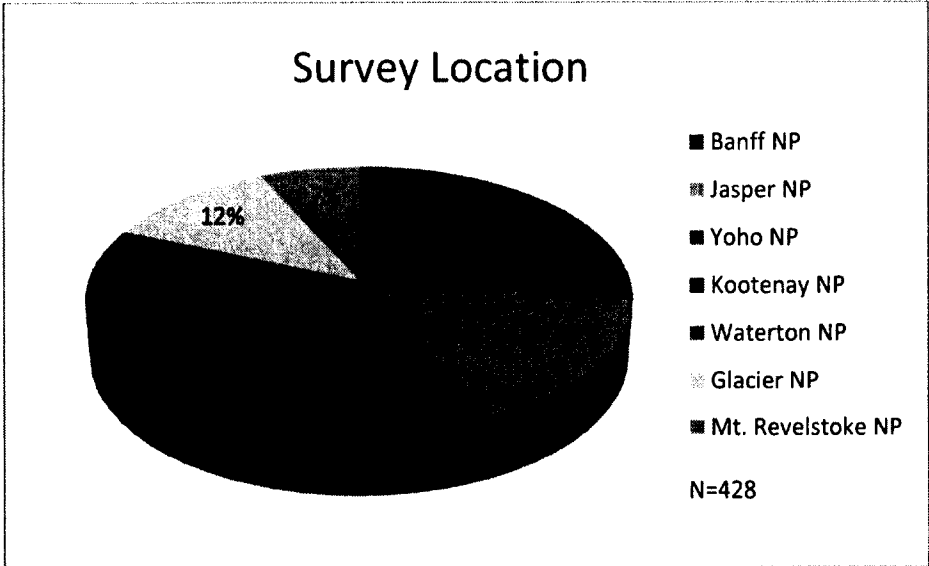 Survey Location
12%
Banff NP
Jasper NP
Yoho NP
Kootenay NP
Waterton NP
Glacier NP
Mt. Revelstoke NP
N=428